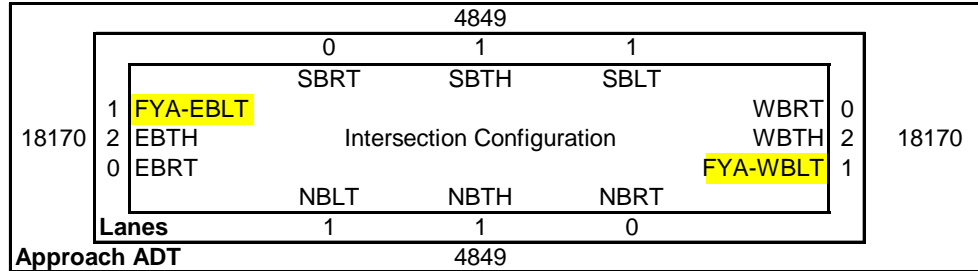 4849
0 1 1
SBRT SBTH SBLT
1 FYA-EBLT WBRT 0
18170 2 EBTH Intersection Configuration WBTH 2 18170
0 EBRT FYA-WBLT 1
NBLT NBTH NBRT
Lanes 1 1 0
Approach ADT 4849